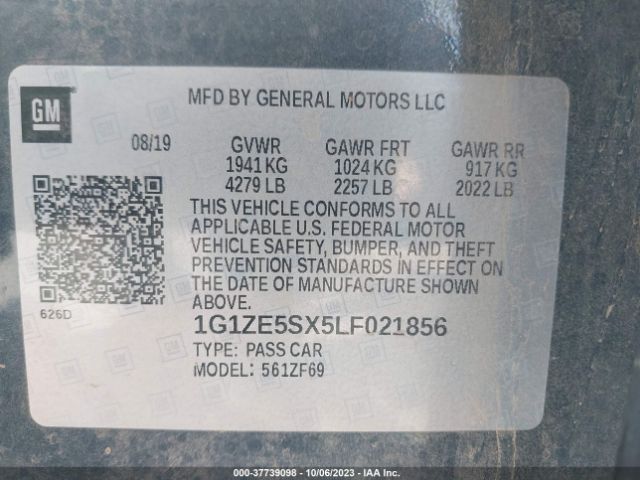 GM
MFD BY GENERAL MOTORS LLC
08/19 GVWR GAWR FRT GAWR RR
1941 KG 1024 KG 917 KG
4279 LB 2257 LB 2022 LB
THIS VEHICLE CONFORMS TO ALL
APPLICABLE U.S. FEDERAL MOTOR
VEHICLE SAFETY, BUMPER, AND THEFT
PREVENTION STANDARDS IN EFFECT ON
THE DATE OF MANUFACTURE SHOWN
ABOVE.
626D
1G1ZE5SX5LF021856
TYPE: PASS CAR
MODEL: 561ZF69
000-37739098 - 10/06/2023 - IAA Inc.